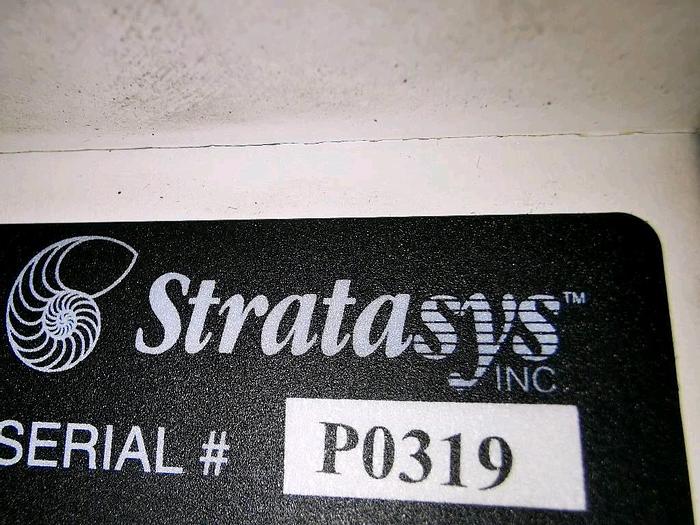 Stratasys™
INC
SERIAL # P0319